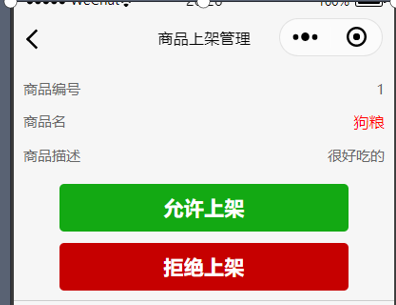 商品上架管理
商品编号 1
商品名 狗粮
商品描述 很好吃的
允许上架
拒绝上架